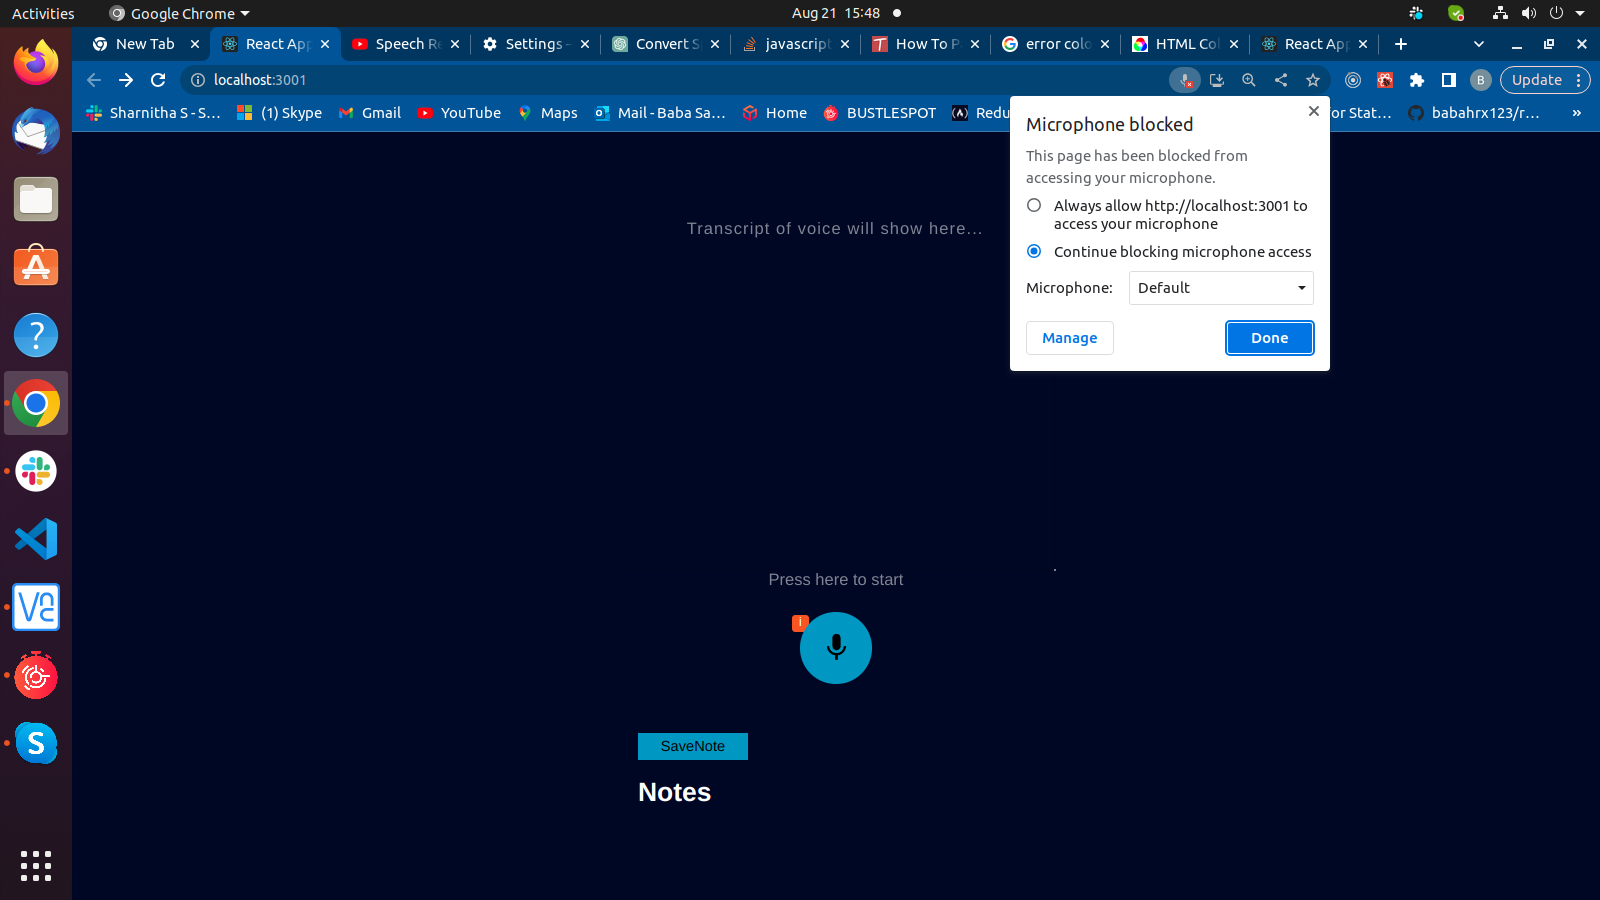 Activities
Google Chrome
Aug 21 15:48
New Tab
React App
Speech Re
Settings -
Convert S
javascript
How To P
error colo
HTML Col
React App
localhost:3001
B
Update
Sharnitha S - S...
(1) Skype
Gmail
YouTube
Maps
Mail - Baba Sa...
Home
BUSTLESPOT
Redu
or Stat...
babahrx123/r...
»
Microphone blocked
This page has been blocked from
accessing your microphone.
Always allow http://localhost:3001 to
access your microphone
Continue blocking microphone access
Microphone:
Default
Manage
Done
Transcript of voice will show here...
Press here to start
i
SaveNote
Notes